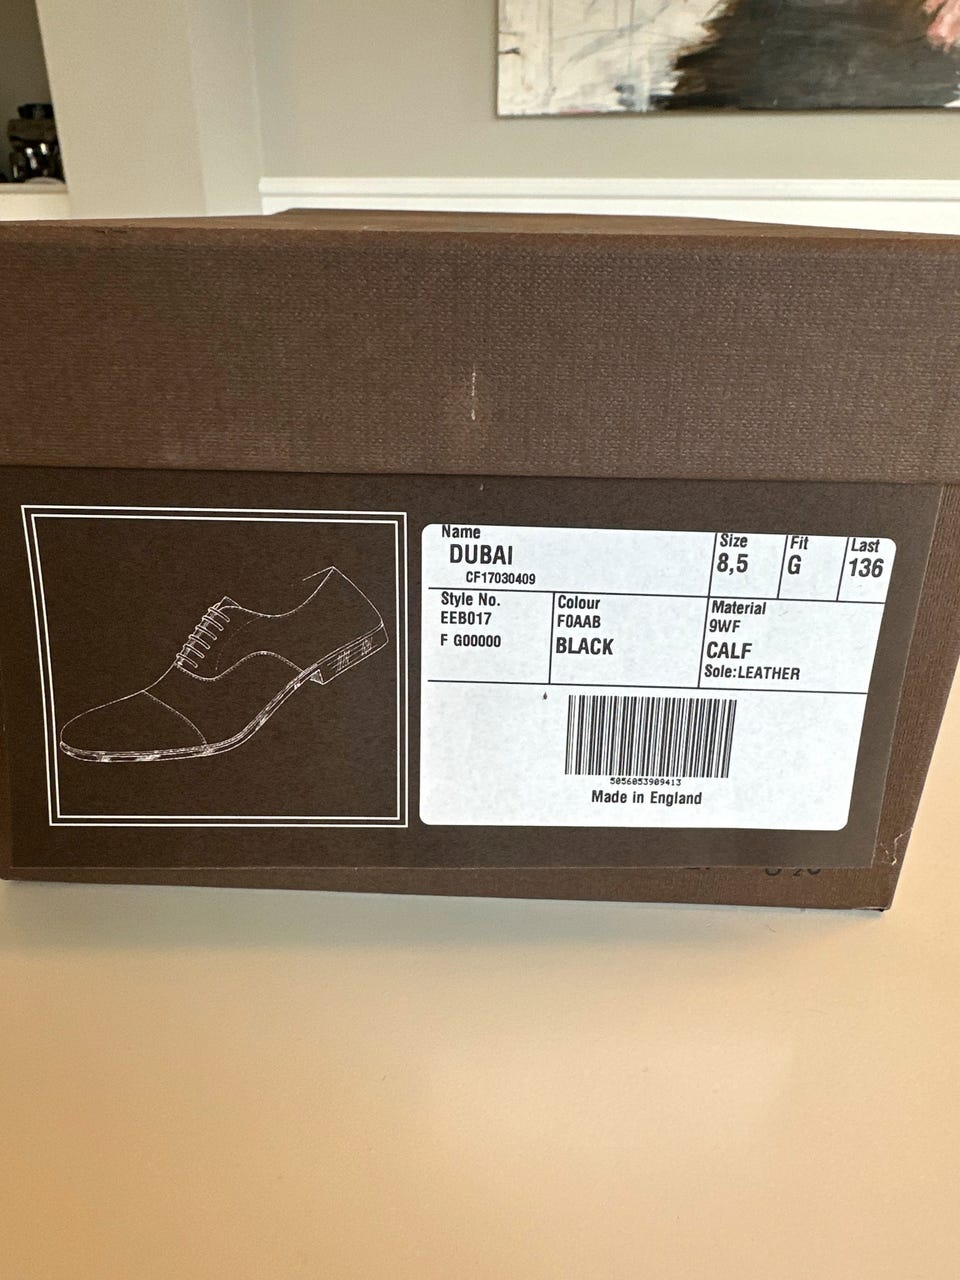 Name
DUBAI
CF17030409
Size
8,5
Fit
G
Last
136
Style No.
EEB017
F G00000
Colour
F0AAB
BLACK
Material
9WF
CALF
Sole:LEATHER
5056053909413
Made in England